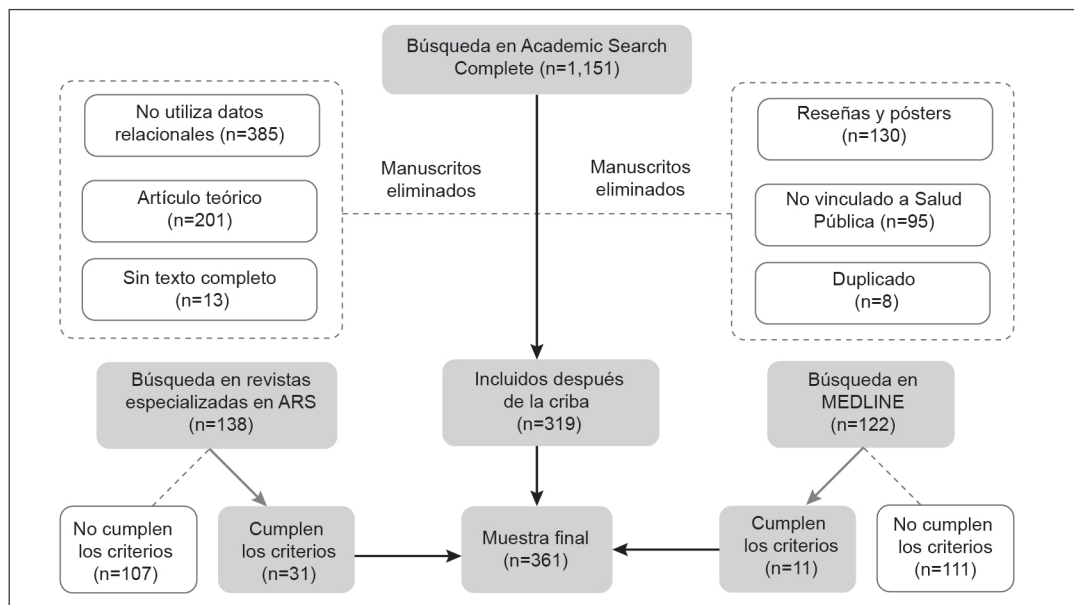 Búsqueda en Academic Search
Complete (n=1,151)
No utiliza datos
relacionales (n=385)
Artículo teórico
(n=201)
Sin texto completo
(n=13)
Manuscritos
eliminados
Manuscritos
eliminados
Reseñas y pósters
(n=130)
No vinculado a Salud
Pública (n=95)
Duplicado
(n=8)
Búsqueda en revistas
especializadas en ARS
(n=138)
Incluidos después
de la criba
(n=319)
Búsqueda en
MEDLINE
(n=122)
No cumplen
los criterios
(n=107)
Cumplen
los criterios
(n=31)
Muestra final
(n=361)
Cumplen
los criterios
(n=11)
No cumplen
los criterios
(n=111)